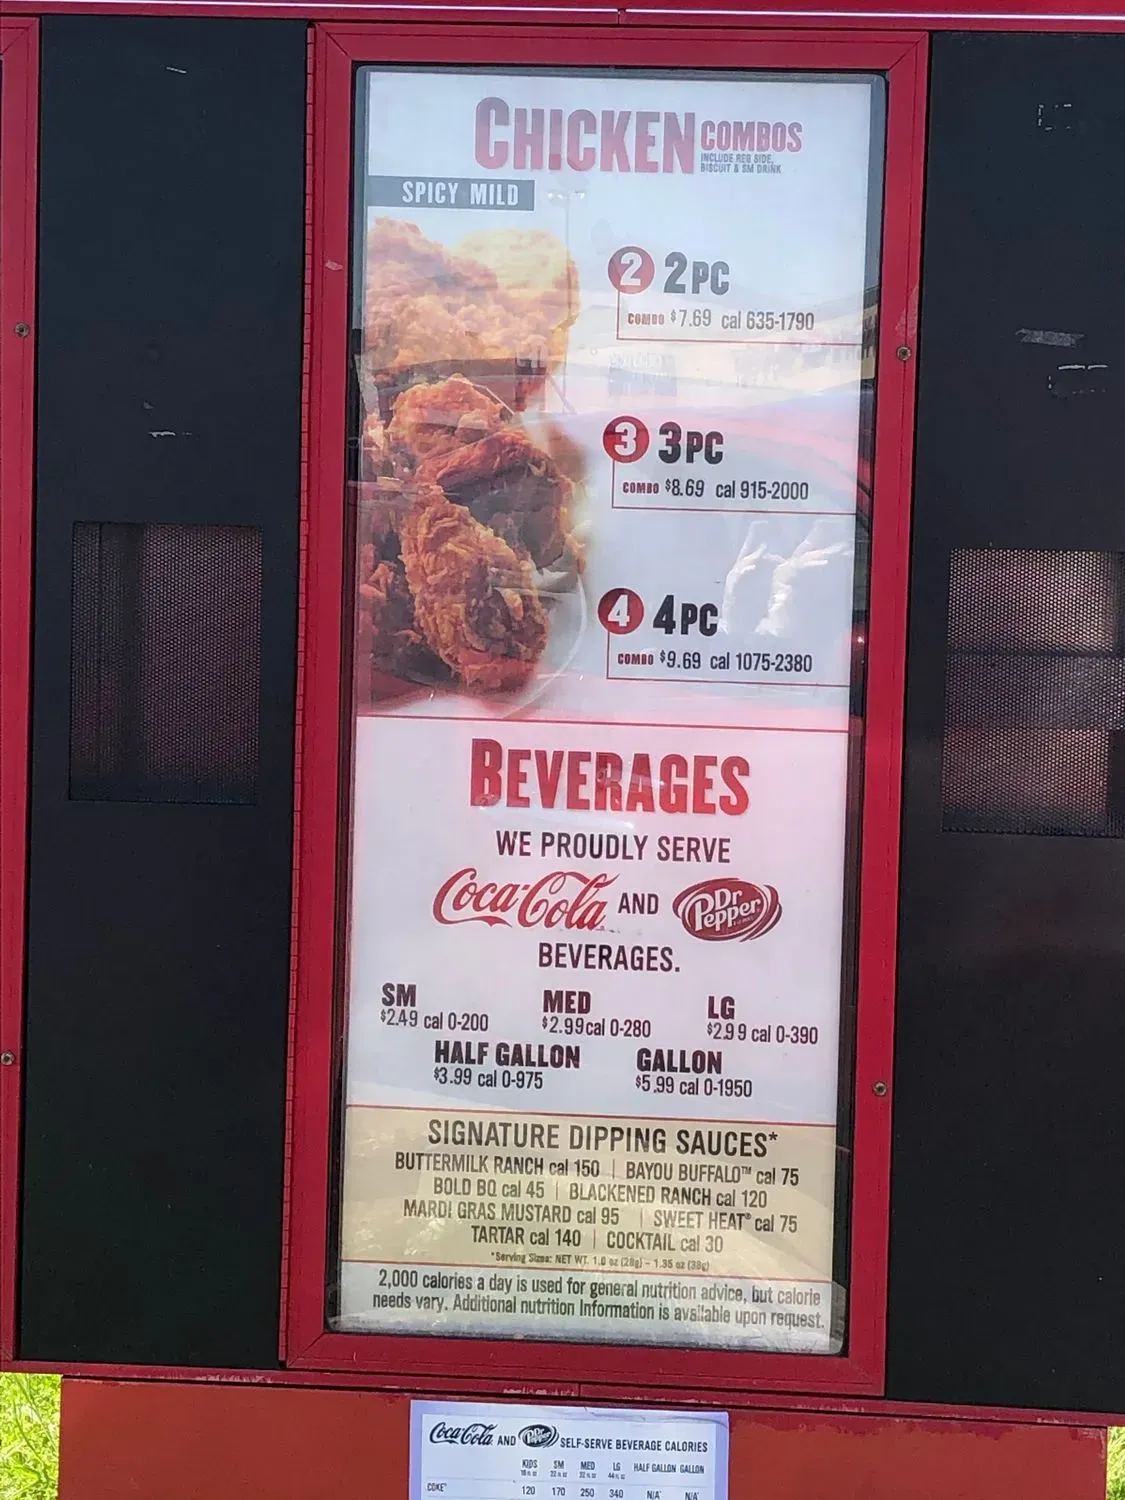 CHICKEN COMBOS
INCLUDE REG SIDE,
BISCUIT & SM DRINK
SPICY MILD
2 2PC
COMBO $7.69 cal 635-1790
3 3PC
COMBO $8.69 cal 915-2000
4 4PC
COMBO $9.69 cal 1075-2380
BEVERAGES
WE PROUDLY SERVE
Coca-Cola AND Dr Pepper
BEVERAGES.
SM MED LG
$2.49 cal 0-200 $2.99 cal 0-280 $2.99 cal 0-390
HALF GALLON GALLON
$3.99 cal 0-975 $5.99 cal 0-1950
SIGNATURE DIPPING SAUCES*
BUTTERMILK RANCH cal 150 | BAYOU BUFFALO™ cal 75
BOLD BQ cal 45 | BLACKENED RANCH cal 120
MARDI GRAS MUSTARD cal 95 | SWEET HEAT® cal 75
TARTAR cal 140 | COCKTAIL cal 30
*Serving Sizes: NET WT. 1.0 oz (28g) – 1.35 oz (38g)
2,000 calories a day is used for general nutrition advice, but calorie
needs vary. Additional nutrition Information is available upon request.
Coca-Cola AND Dr Pepper SELF-SERVE BEVERAGE CALORIES
KIDS SM MED LG HALF GALLON GALLON
COKE® 120 170 250 340 N/A N/A